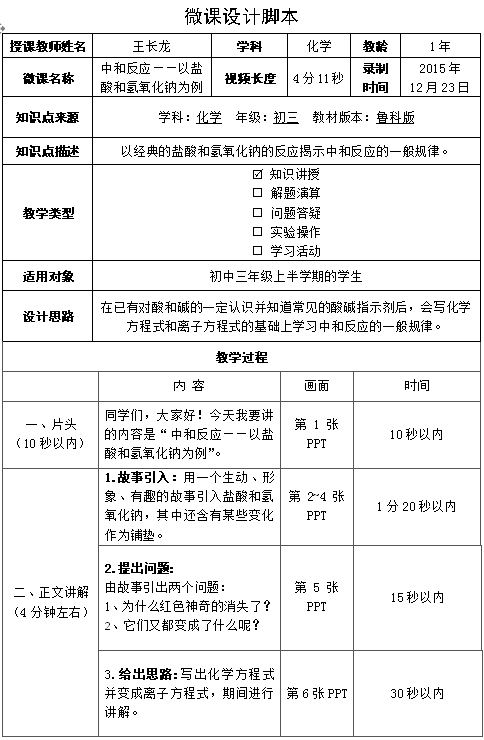 微课设计脚本
授课教师姓名 王长龙 学科 化学 教龄 1年
微课名称 中和反应——以盐酸和氢氧化钠为例 视频长度 4分11秒 录制时间 2015年12月23日
知识点来源 学科：化学 年级：初三 教材版本：鲁科版
知识点描述 以经典的盐酸和氢氧化钠的反应揭示中和反应的一般规律。
教学类型
☑ 知识讲授
□ 解题演算
□ 问题答疑
□ 实验操作
□ 学习活动
适用对象 初中三年级上半学期的学生
设计思路
在已有对酸和碱的一定认识并知道常见的酸碱指示剂后，会写化学
方程式和离子方程式的基础上学习中和反应的一般规律。
教学过程
内 容 画面 时间
一、片头
（10秒以内）
同学们，大家好！今天我要讲
的内容是“中和反应——以盐
酸和氢氧化钠为例”。
第 1 张
PPT
10秒以内
二、正文讲解
（4分钟左右）
1.故事引入：用一个生动、形
象、有趣的故事引入盐酸和氢
氧化钠，其中还含有某些变化
作为铺垫。
第 2~4 张
PPT
1分20秒以内
2.提出问题：
由故事引出两个问题：
1、为什么红色神奇的消失了？
2、它们又都变成了什么呢？
第 5 张
PPT
15秒以内
3.给出思路：写出化学方程式
并变成离子方程式，期间进行
讲解。
第6张PPT
30秒以内